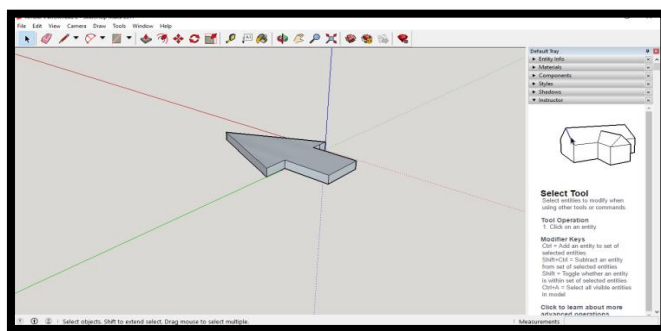 File Edit View Camera Draw Tools Window Help
Default Tray
Entity Info
Materials
Components
Styles
Shadows
Instructor
Select Tool
Select entities to modify when
using other tools or commands.
Tool Operation
1. Click on an entity.
Modifier Keys
Ctrl = Add an entity to set of
selected entities
Shift+Ctrl = Subtract an entity
from set of selected entities
Shift = Toggle whether an entity
is within set of selected entities
Ctrl+A = Select all visible entities
in model
Click to learn about more
advanced operations
Select objects. Shift to extend select. Drag mouse to select multiple.
Measurements